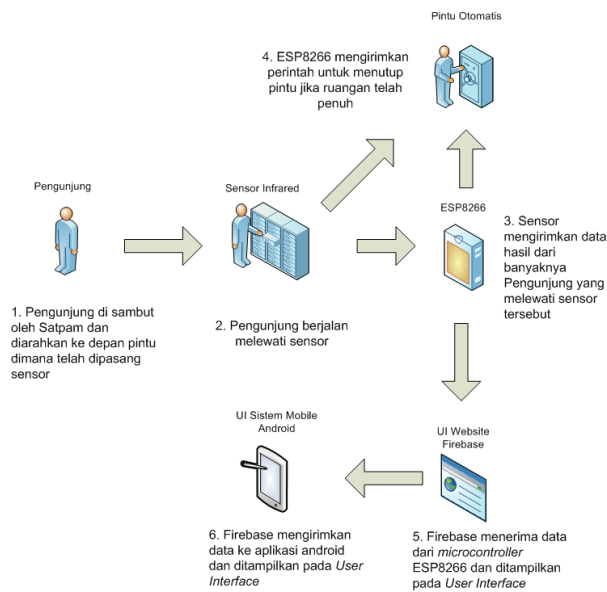 Pintu Otomatis
4. ESP8266 mengirimkan
perintah untuk menutup
pintu jika ruangan telah
penuh
Pengunjung
Sensor Infrared
ESP8266
3. Sensor
mengirimkan data
hasil dari
banyaknya
Pengunjung yang
melewati sensor
tersebut
1. Pengunjung di sambut
oleh Satpam dan
diarahkan ke depan pintu
dimana telah dipasang
sensor
2. Pengunjung berjalan
melewati sensor
UI Sistem Mobile
Android
UI Website
Firebase
6. Firebase mengirimkan
data ke aplikasi android
dan ditampilkan pada User
Interface
5. Firebase menerima data
dari microcontroller
ESP8266 dan ditampilkan
pada User Interface